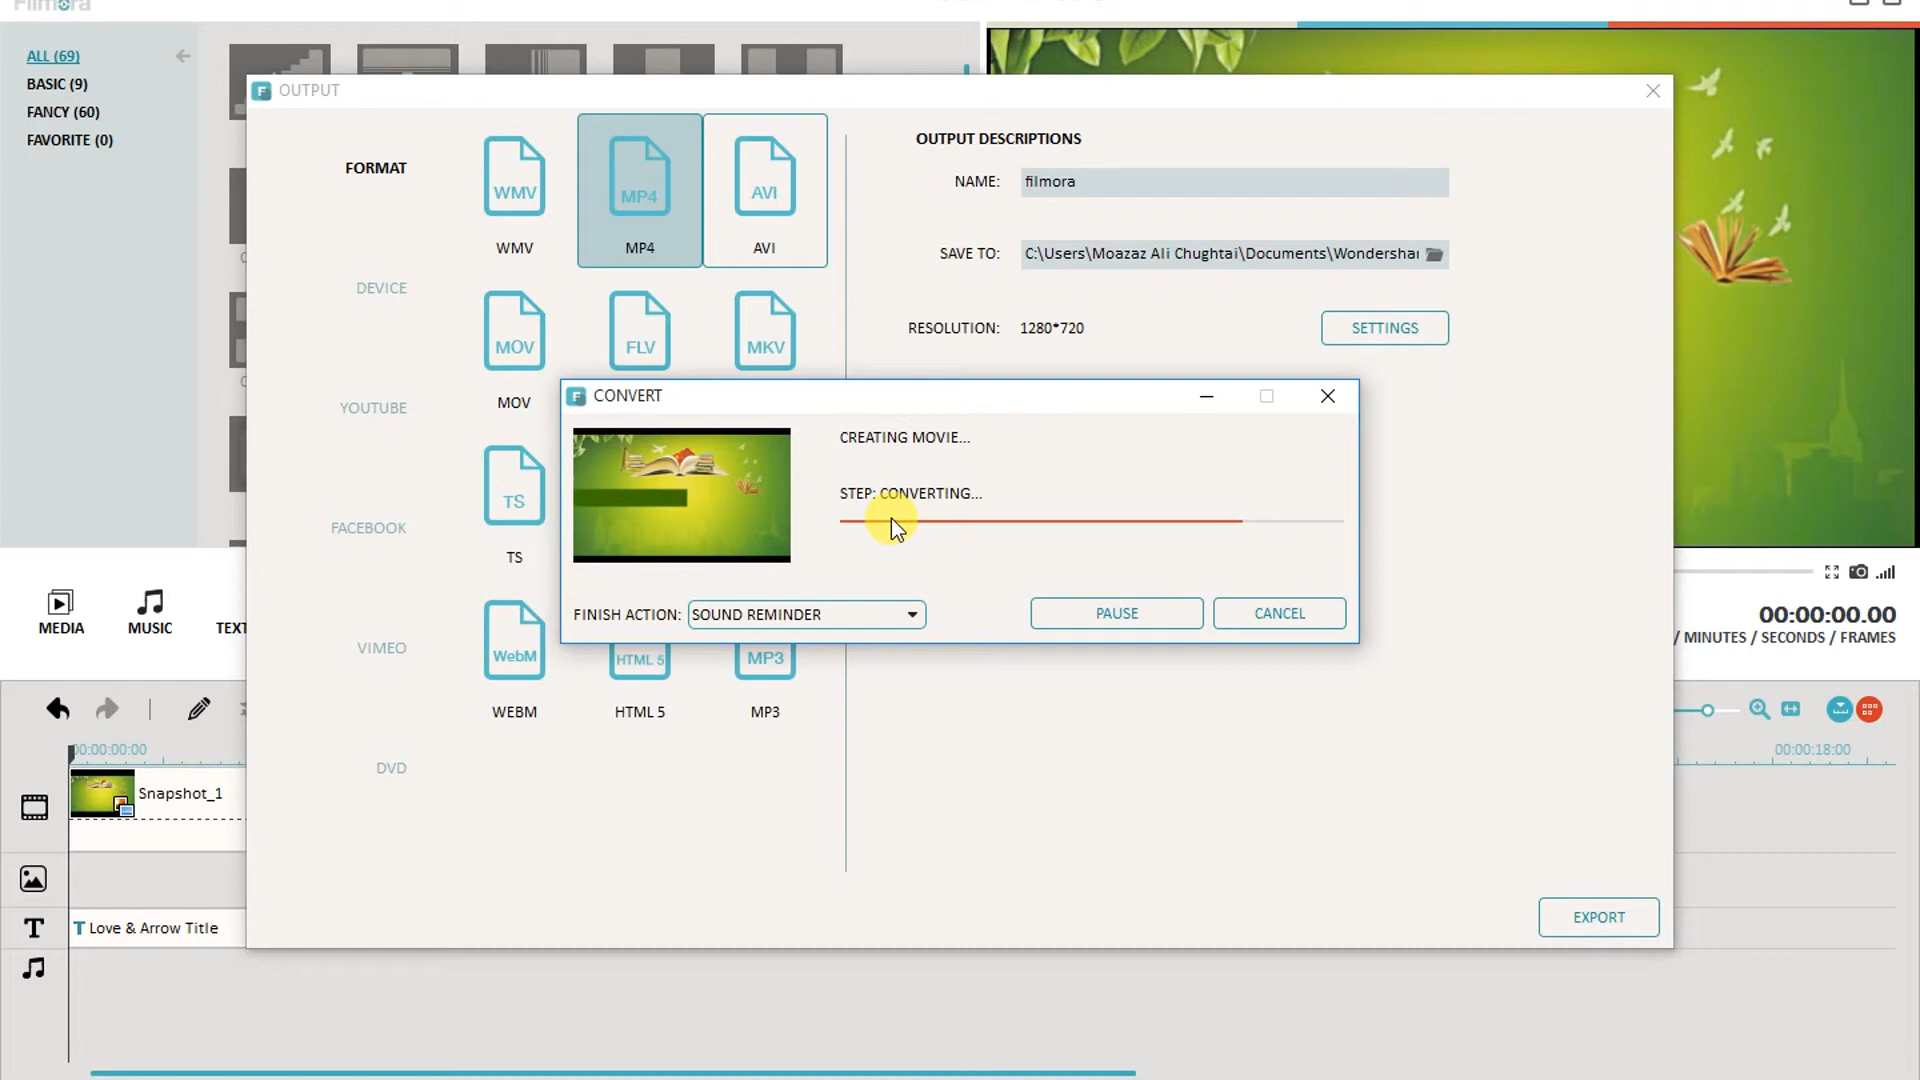 Filmora
ALL (69)
BASIC (9)
FANCY (60)
FAVORITE (0)
OUTPUT
FORMAT
DEVICE
YOUTUBE
FACEBOOK
VIMEO
DVD
WMV
MP4
AVI
WMV
MP4
AVI
MOV
FLV
MKV
MOV
TS
TS
WebM
HTML 5
MP3
WEBM
HTML 5
MP3
OUTPUT DESCRIPTIONS
NAME: filmora
SAVE TO: C:\Users\Moazaz Ali Chughtai\Documents\Wondershar
RESOLUTION: 1280*720
SETTINGS
CONVERT
CREATING MOVIE...
STEP: CONVERTING...
FINISH ACTION: SOUND REMINDER
PAUSE
CANCEL
EXPORT
MEDIA
MUSIC
TEXT
00:00:00.00
/ MINUTES / SECONDS / FRAMES
00:00:00:00
00:00:18:00
Snapshot_1
T Love & Arrow Title